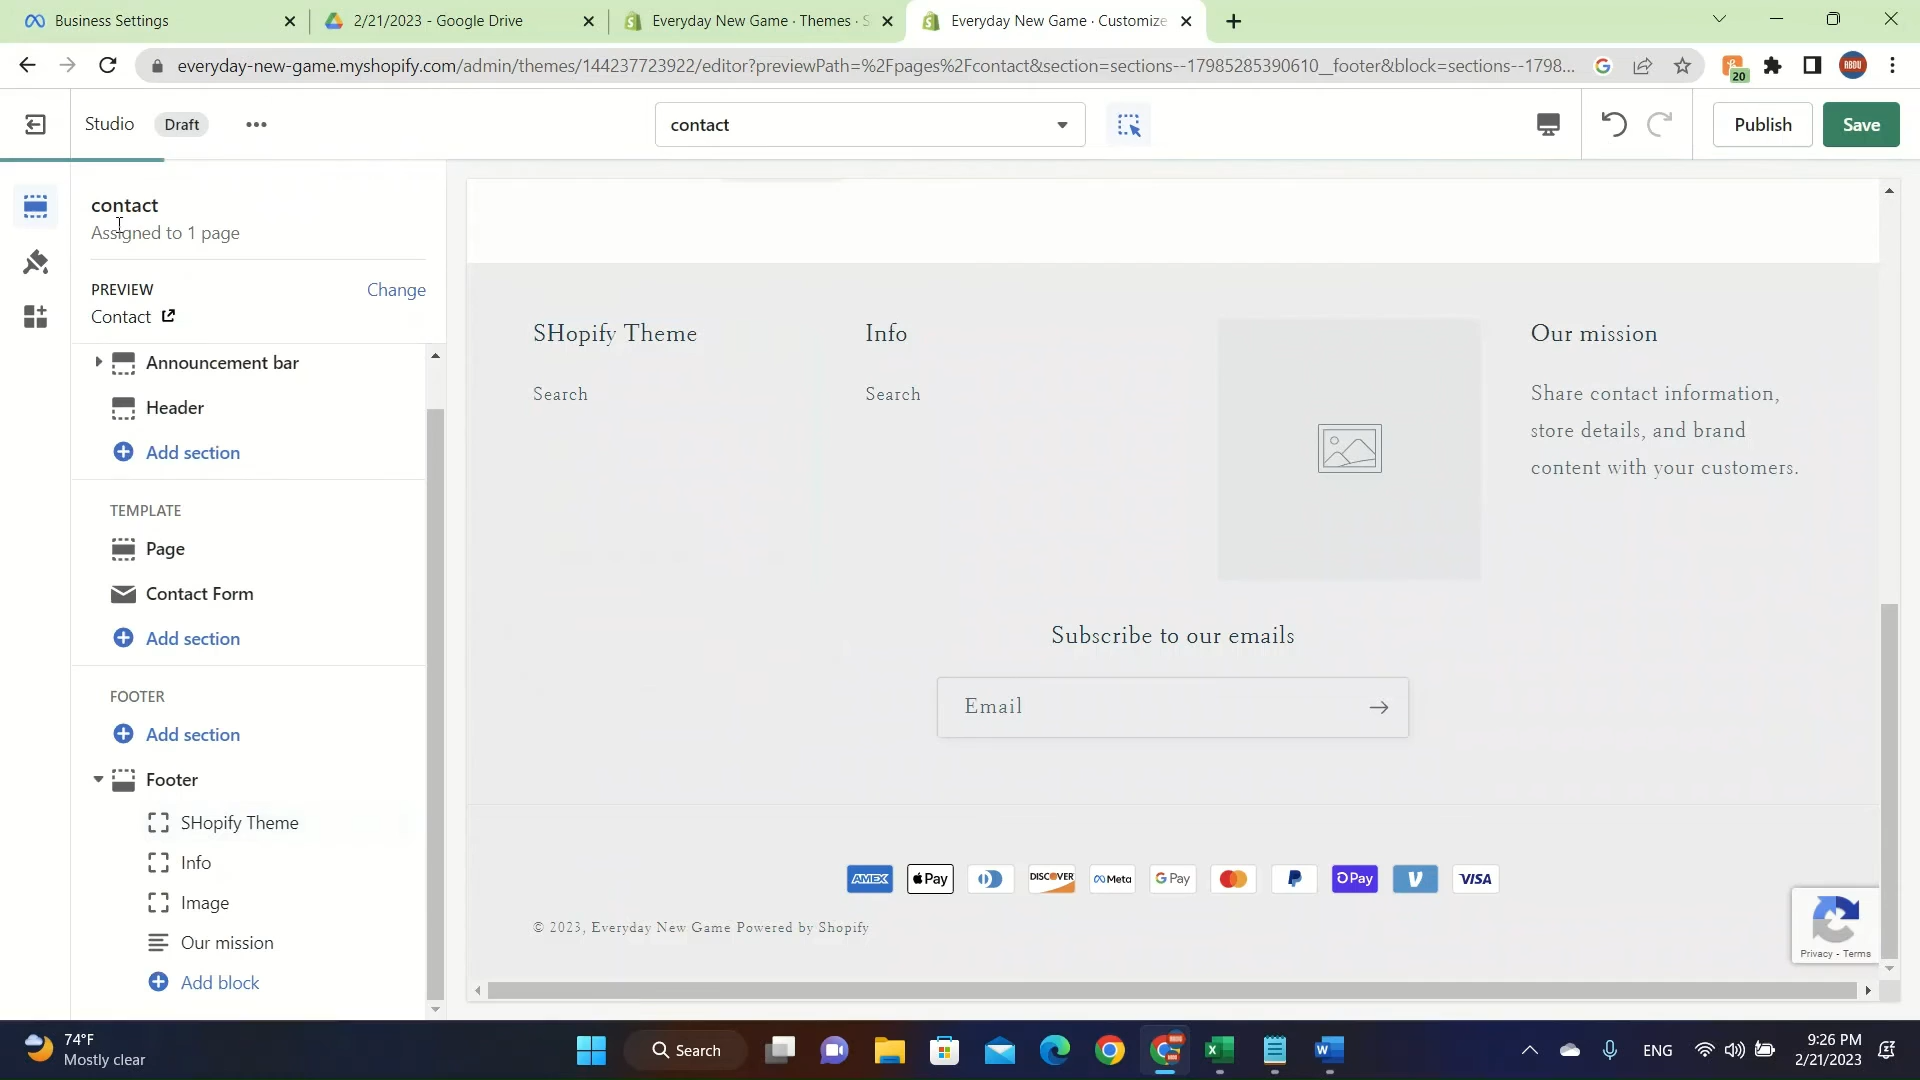 Business Settings
2/21/2023 - Google Drive
Everyday New Game · Themes · S
Everyday New Game · Customize
everyday-new-game.myshopify.com/admin/themes/144237723922/editor?previewPath=%2Fpages%2Fcontact&section=sections--17985285390610__footer&block=sections--1798...
20
ABDU
Studio
Draft
contact
Publish
Save
contact
Assigned to 1 page
PREVIEW
Change
Contact
Announcement bar
Header
Add section
TEMPLATE
Page
Contact Form
Add section
FOOTER
Add section
Footer
SHopify Theme
Info
Image
Our mission
Add block
SHopify Theme
Search
Info
Search
Our mission
Share contact information,
store details, and brand
content with your customers.
Subscribe to our emails
Email
AMEX
Pay
DISCOVER
Meta
G Pay
Pay
VISA
© 2023, Everyday New Game Powered by Shopify
Privacy - Terms
74°F
Mostly clear
Search
ENG
9:26 PM
2/21/2023